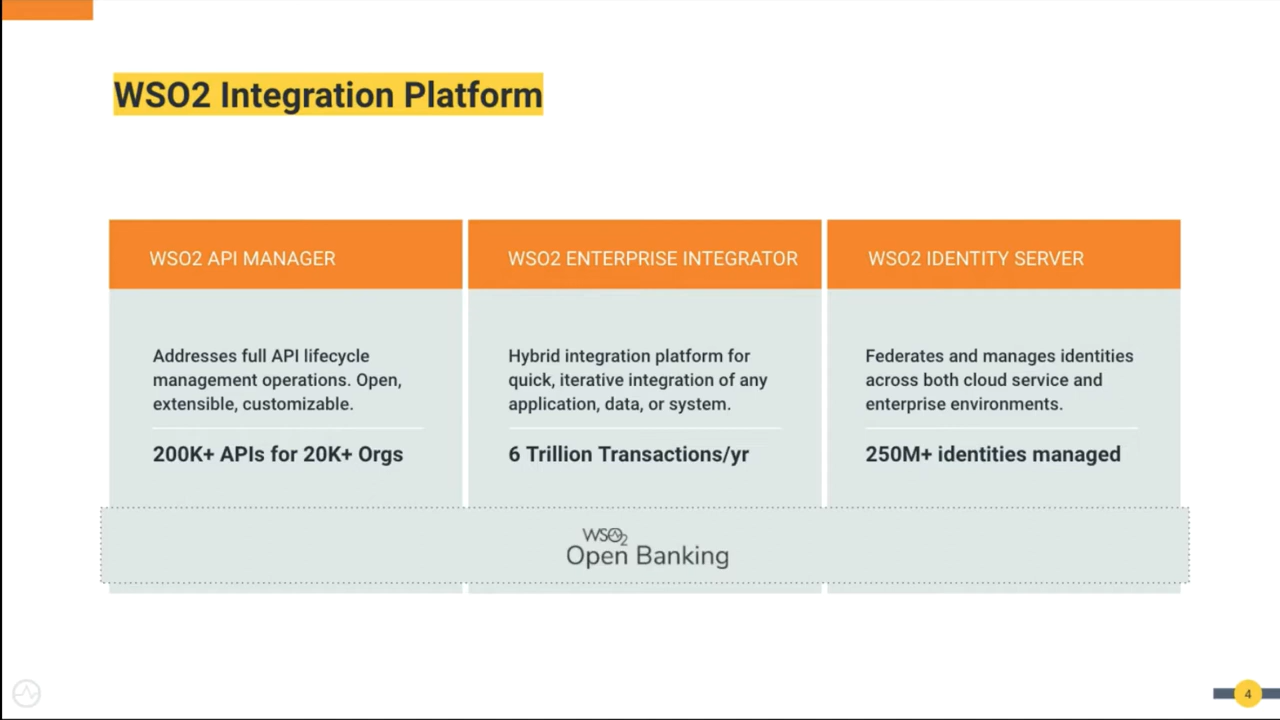 WSO2 Integration Platform
WSO2 API MANAGER
Addresses full API lifecycle
management operations. Open,
extensible, customizable.
200K+ APIs for 20K+ Orgs
WSO2 ENTERPRISE INTEGRATOR
Hybrid integration platform for
quick, iterative integration of any
application, data, or system.
6 Trillion Transactions/yr
WSO2 IDENTITY SERVER
Federates and manages identities
across both cloud service and
enterprise environments.
250M+ identities managed
WSO2
Open Banking
4